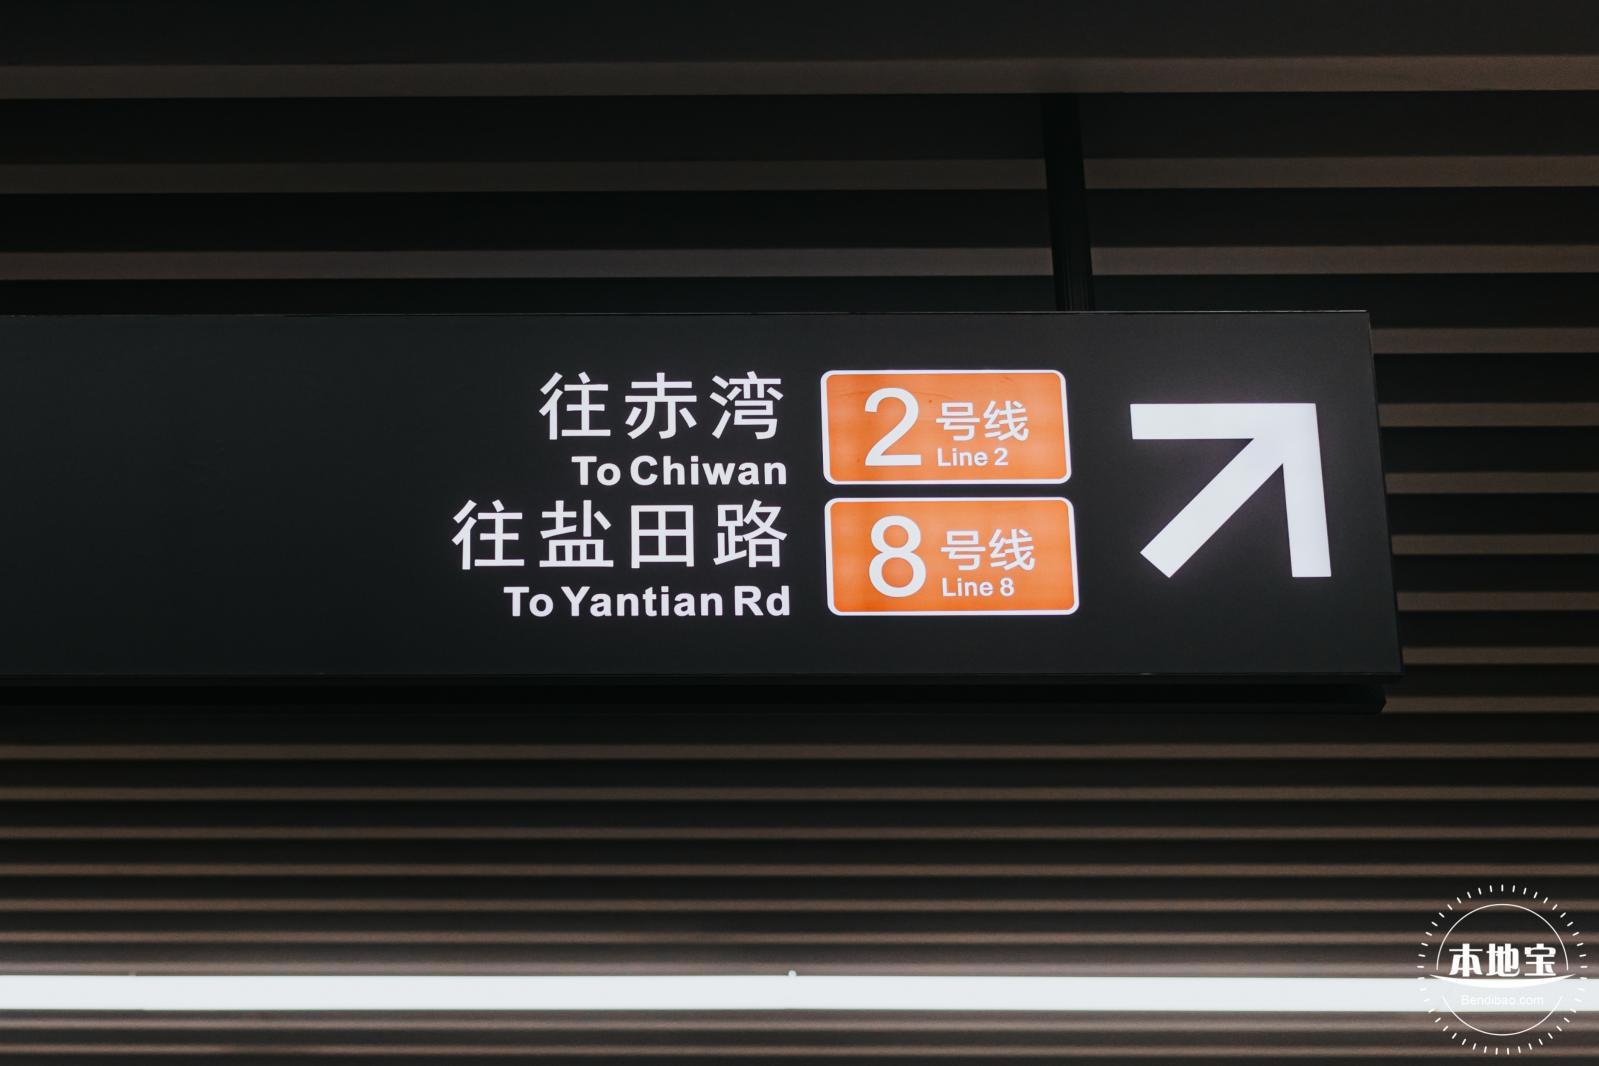 往赤湾
To Chiwan
2号线
Line 2
往盐田路
To Yantian Rd
8号线
Line 8
本地宝
Bendibao.com